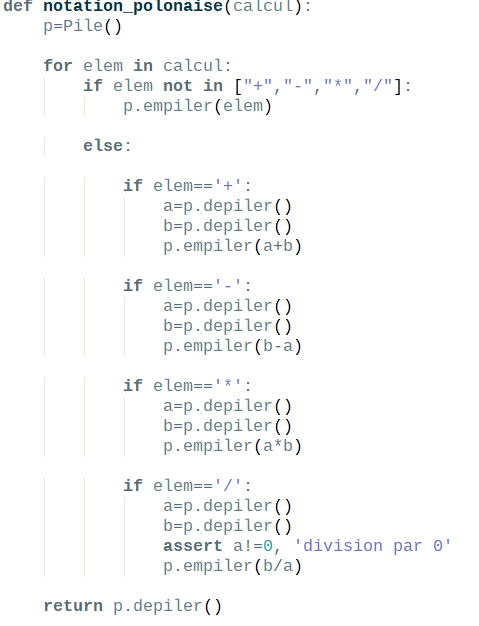 def notation_polonaise(calcul):
    p=Pile()

    for elem in calcul:
        if elem not in ["+","-","*","/"]:
            p.empiler(elem)

        else:

            if elem=='+':
                a=p.depiler()
                b=p.depiler()
                p.empiler(a+b)

            if elem=='-':
                a=p.depiler()
                b=p.depiler()
                p.empiler(b-a)

            if elem=='*':
                a=p.depiler()
                b=p.depiler()
                p.empiler(a*b)

            if elem=='/':
                a=p.depiler()
                b=p.depiler()
                assert a!=0, 'division par 0'
                p.empiler(b/a)

    return p.depiler()